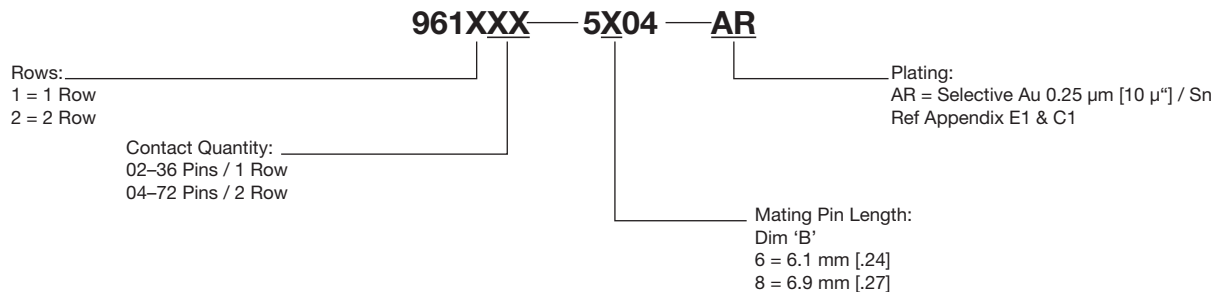 961XXX 5X04 AR
Rows:
1 = 1 Row
2 = 2 Row
Contact Quantity:
02–36 Pins / 1 Row
04–72 Pins / 2 Row
Plating:
AR = Selective Au 0.25 µm [10 µ“] / Sn
Ref Appendix E1 & C1
Mating Pin Length:
Dim ‘B’
6 = 6.1 mm [.24]
8 = 6.9 mm [.27]